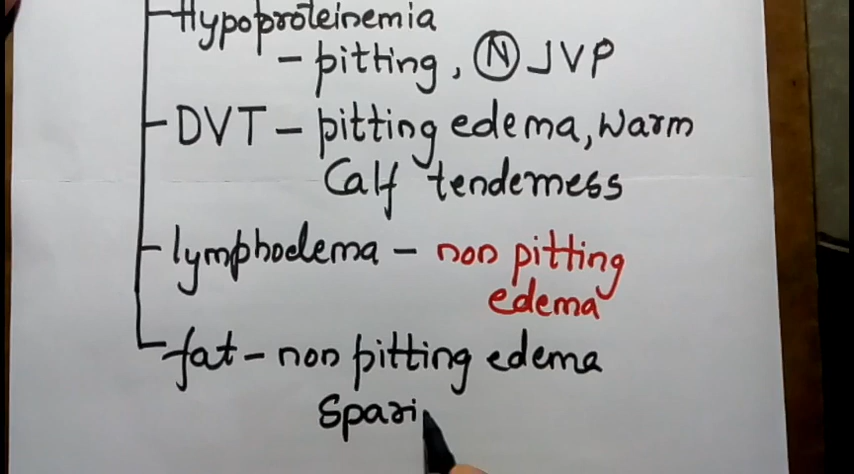 Hypoproteinemia
- pitting, Ⓝ JVP
DVT - pitting edema, warm
Calf tenderness
lymphoedema - non pitting
edema
fat - non pitting edema
Spari